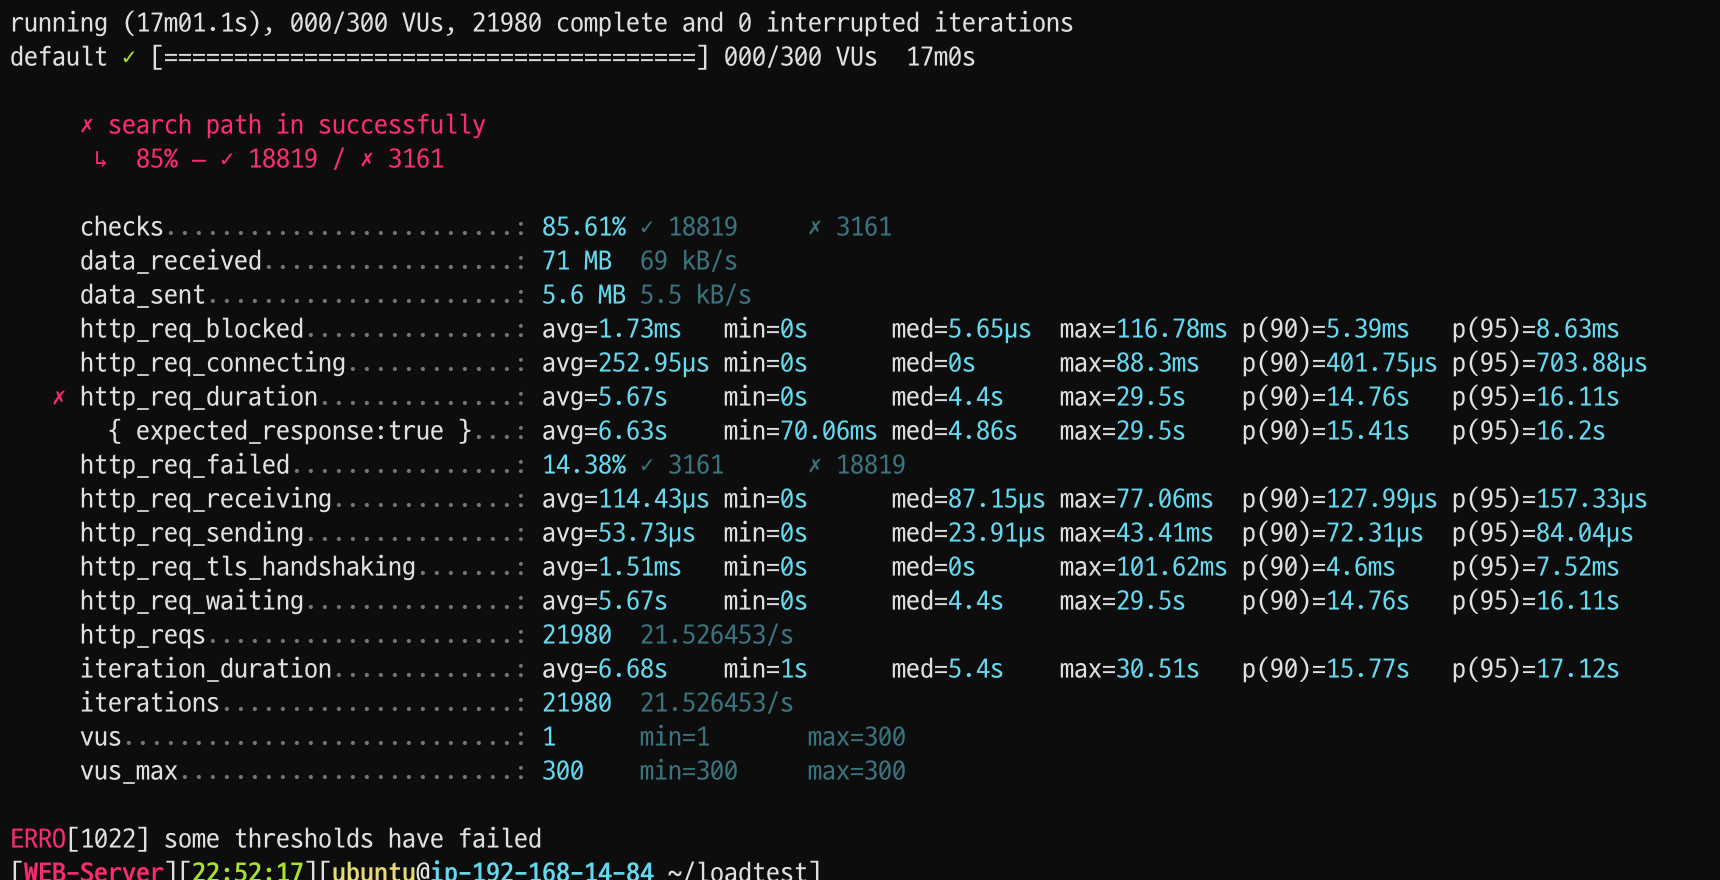 running (17m01.1s), 000/300 VUs, 21980 complete and 0 interrupted iterations
default ✓ [======================================] 000/300 VUs  17m0s
✗ search path in successfully
↳  85% — ✓ 18819 / ✗ 3161
checks.........................: 85.61% ✓ 18819     ✗ 3161
data_received..................: 71 MB  69 kB/s
data_sent......................: 5.6 MB 5.5 kB/s
http_req_blocked...............: avg=1.73ms   min=0s      med=5.65µs  max=116.78ms p(90)=5.39ms   p(95)=8.63ms
http_req_connecting............: avg=252.95µs min=0s      med=0s      max=88.3ms   p(90)=401.75µs p(95)=703.88µs
✗ http_req_duration..............: avg=5.67s    min=0s      med=4.4s    max=29.5s    p(90)=14.76s   p(95)=16.11s
{ expected_response:true }...: avg=6.63s    min=70.06ms med=4.86s   max=29.5s    p(90)=15.41s   p(95)=16.2s
http_req_failed................: 14.38% ✓ 3161      ✗ 18819
http_req_receiving.............: avg=114.43µs min=0s      med=87.15µs max=77.06ms  p(90)=127.99µs p(95)=157.33µs
http_req_sending...............: avg=53.73µs  min=0s      med=23.91µs max=43.41ms  p(90)=72.31µs  p(95)=84.04µs
http_req_tls_handshaking.......: avg=1.51ms   min=0s      med=0s      max=101.62ms p(90)=4.6ms    p(95)=7.52ms
http_req_waiting...............: avg=5.67s    min=0s      med=4.4s    max=29.5s    p(90)=14.76s   p(95)=16.11s
http_reqs......................: 21980  21.526453/s
iteration_duration.............: avg=6.68s    min=1s      med=5.4s    max=30.51s   p(90)=15.77s   p(95)=17.12s
iterations.....................: 21980  21.526453/s
vus............................: 1      min=1       max=300
vus_max........................: 300    min=300     max=300
ERRO[1022] some thresholds have failed
[WEB-Server][22:52:17][ubuntu@ip-192-168-14-84 ~/loadtest]